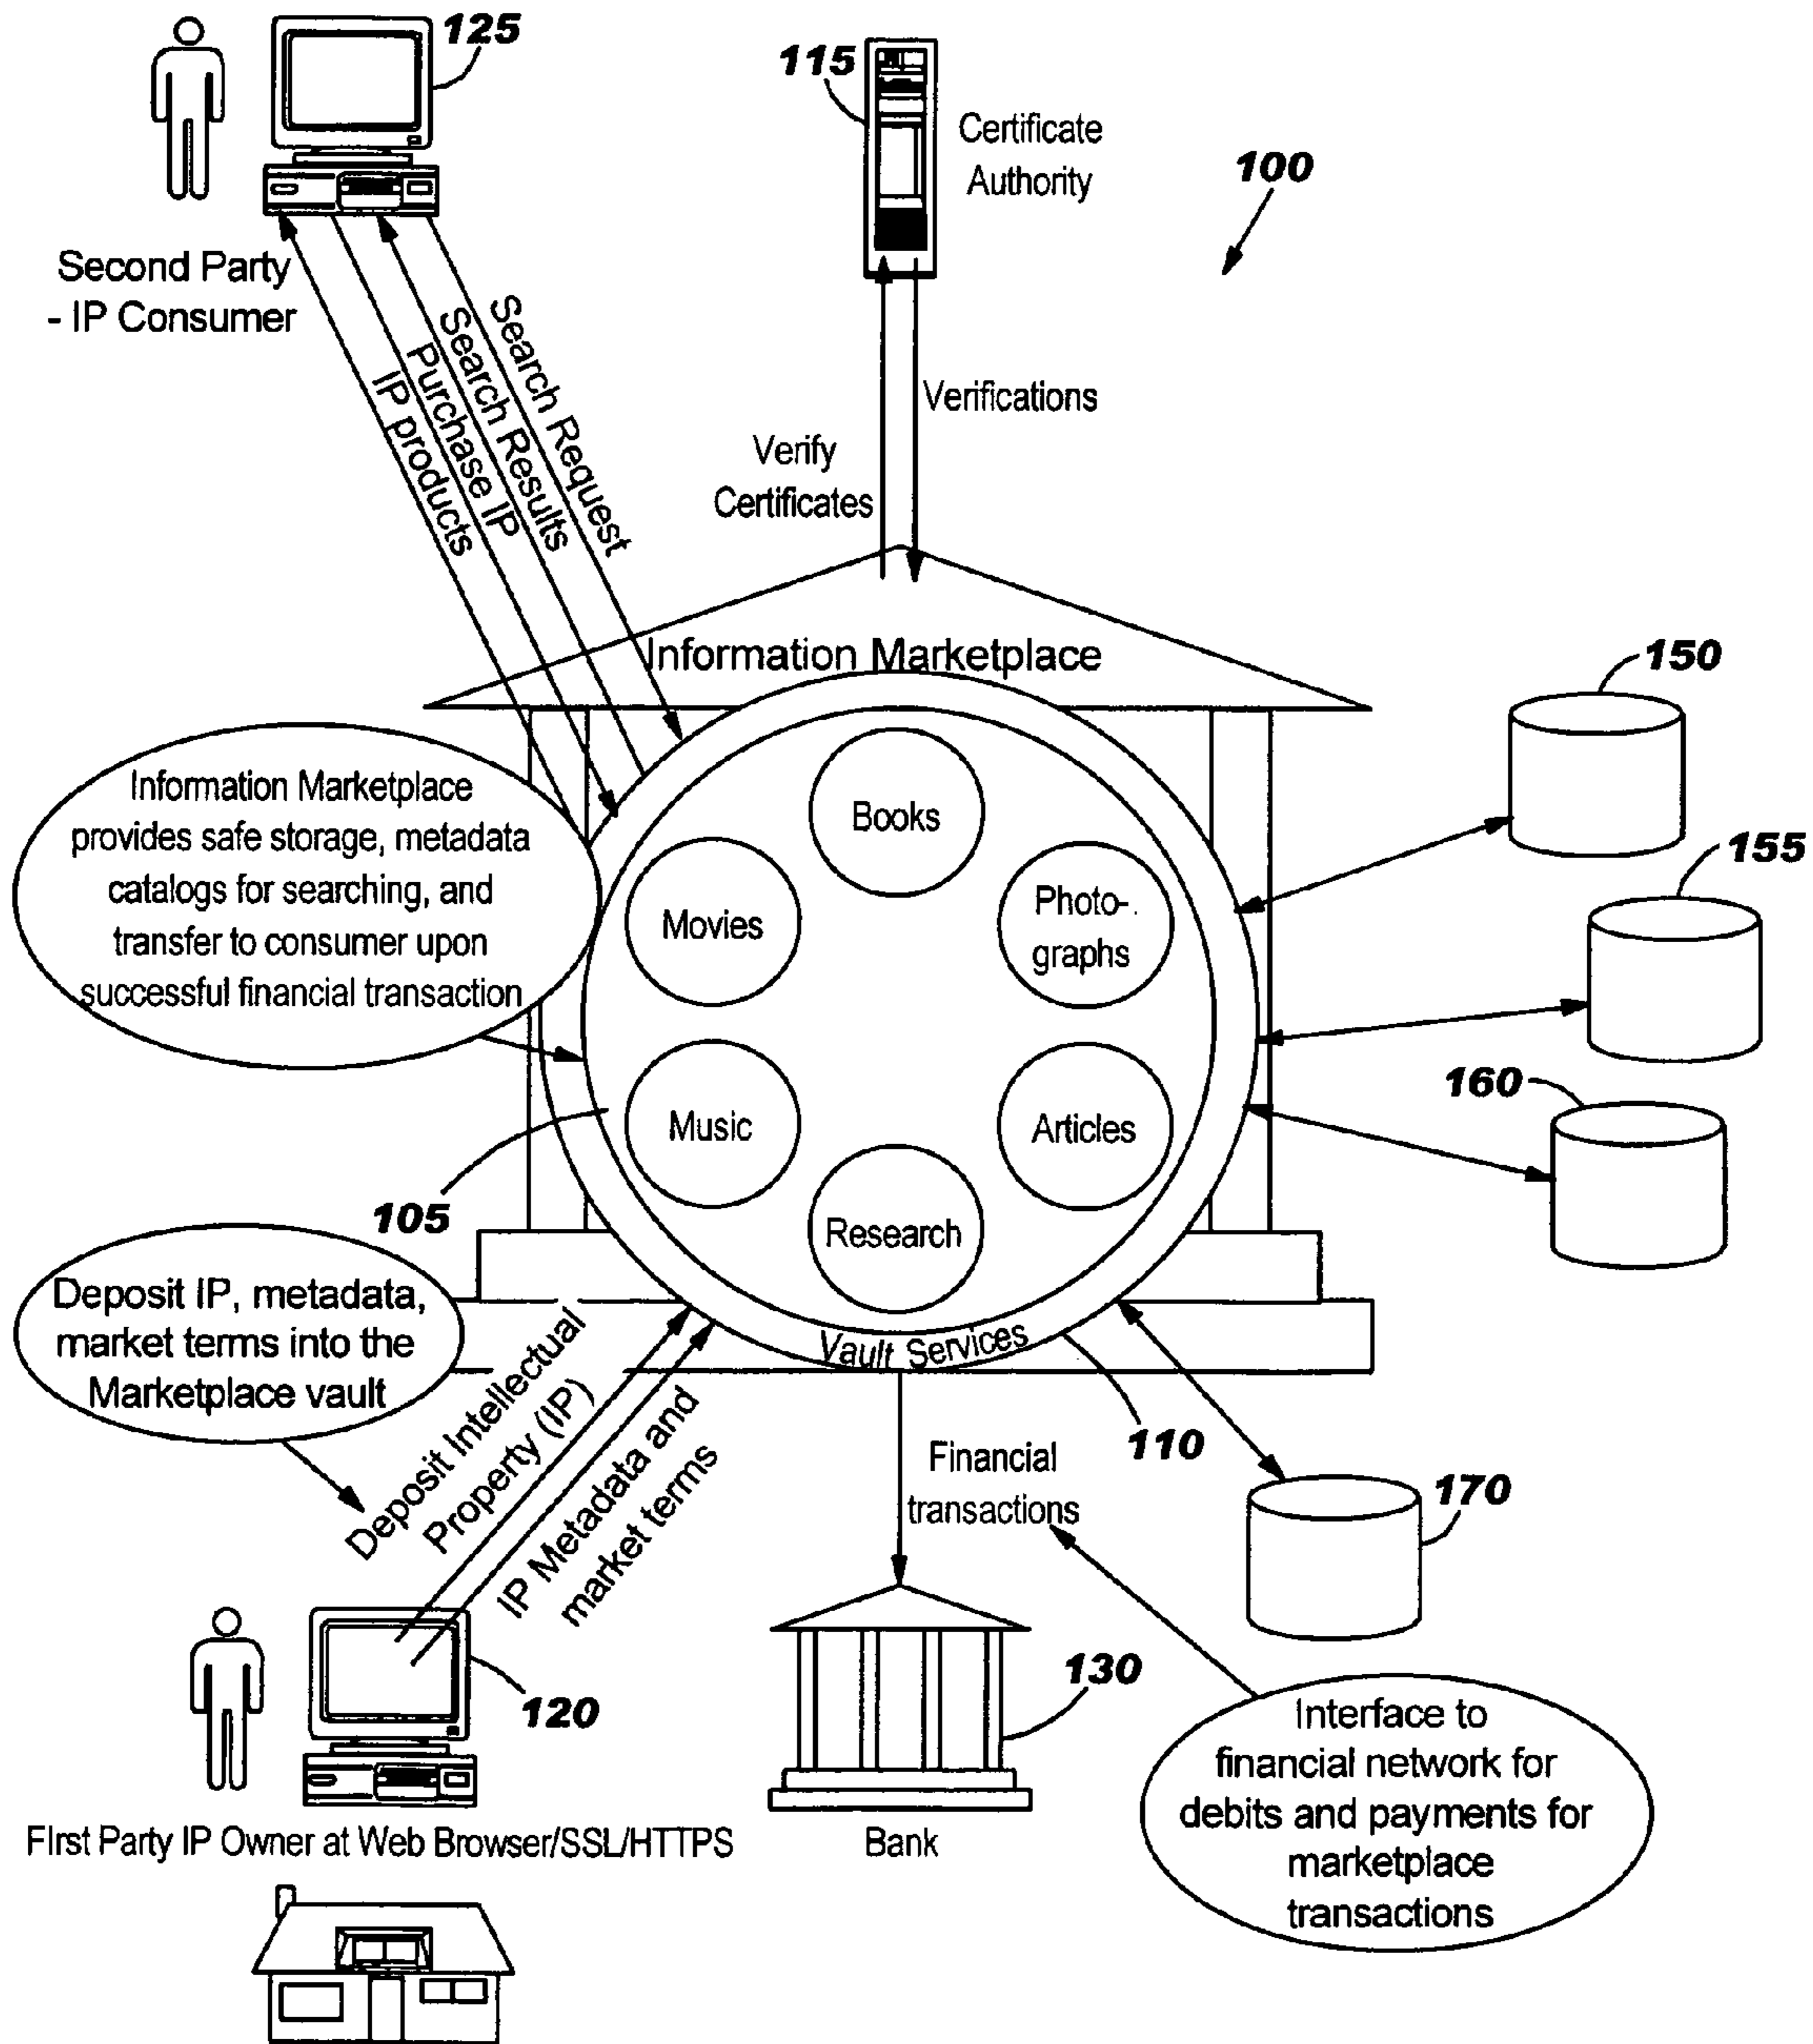 125
115
Certificate
Authority
100
Second Party
- IP Consumer
Search Request
Search Results
Purchase IP
IP products
Verifications
Verify
Certificates
Information Marketplace
150
Information Marketplace
provides safe storage, metadata
catalogs for searching, and
transfer to consumer upon
successful financial transaction
Books
Movies
Photo-.
graphs
155
160
Music
Articles
105
Research
Deposit IP, metadata,
market terms into the
Marketplace vault
Vault Services
Deposit Intellectual
Property (IP)
IP Metadata and
market terms
110
Financial
transactions
170
120
130
Interface to
financial network for
debits and payments for
marketplace
transactions
FIrst Party IP Owner at Web Browser/SSL/HTTPS
Bank